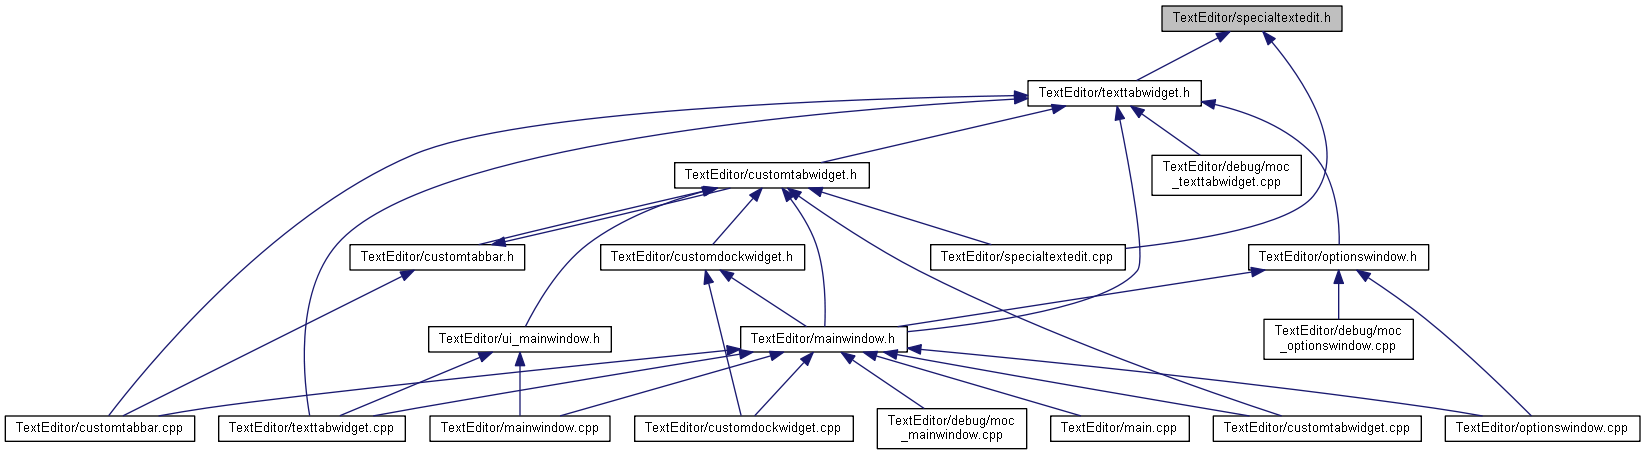 TextEditor/specialtextedit.h
TextEditor/texttabwidget.h
TextEditor/customtabwidget.h
TextEditor/debug/moc
_texttabwidget.cpp
TextEditor/customtabbar.h
TextEditor/customdockwidget.h
TextEditor/specialtextedit.cpp
TextEditor/optionswindow.h
TextEditor/ui_mainwindow.h
TextEditor/mainwindow.h
TextEditor/debug/moc
_optionswindow.cpp
TextEditor/customtabbar.cpp
TextEditor/texttabwidget.cpp
TextEditor/mainwindow.cpp
TextEditor/customdockwidget.cpp
TextEditor/debug/moc
_mainwindow.cpp
TextEditor/main.cpp
TextEditor/customtabwidget.cpp
TextEditor/optionswindow.cpp